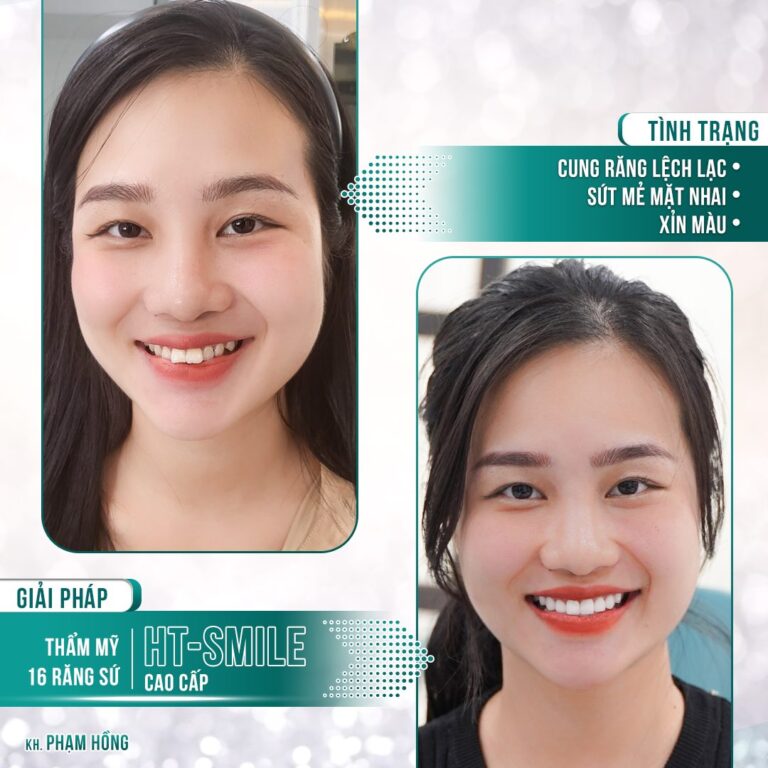 TÌNH TRẠNG
CUNG RĂNG LỆCH LẠC •
SỨT MẺ MẶT NHAI •
XỈN MÀU •
GIẢI PHÁP
THẨM MỸ
16 RĂNG SỨ
HT-SMILE
CAO CẤP
KH. PHẠM HỒNG